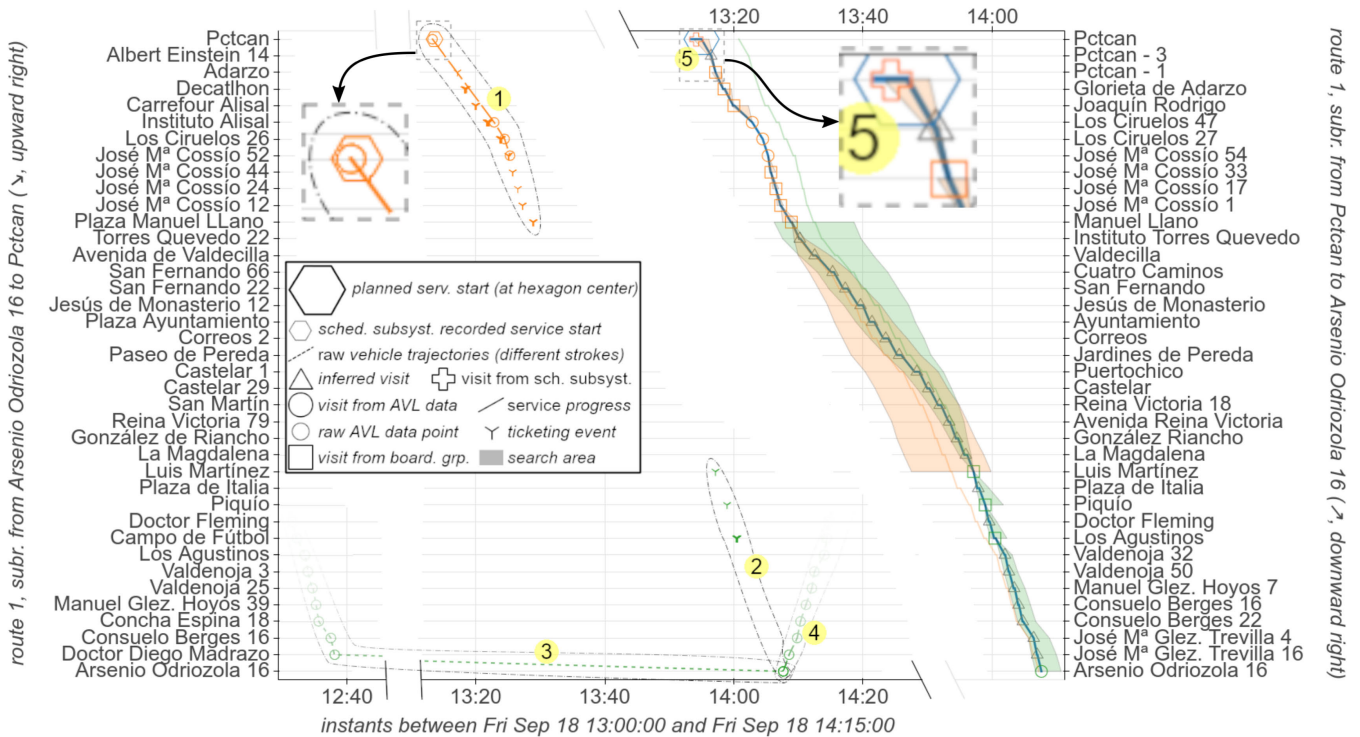 13:20
13:40
14:00
route 1, subr. from Arsenio Odriozola 16 to Pctcan (↘, upward right)
Pctcan
Albert Einstein 14
Adarzo
Decatlhon
Carrefour Alisal
Instituto Alisal
Los Ciruelos 26
José Mª Cossío 52
José Mª Cossío 44
José Mª Cossío 24
José Mª Cossío 12
Plaza Manuel LLano
Torres Quevedo 22
Avenida de Valdecilla
San Fernando 66
San Fernando 22
Jesús de Monasterio 12
Plaza Ayuntamiento
Correos 2
Paseo de Pereda
Castelar 1
Castelar 29
San Martín
Reina Victoria 79
González de Riancho
La Magdalena
Luis Martínez
Plaza de Italia
Piquío
Doctor Fleming
Campo de Fútbol
Los Agustinos
Valdenoja 3
Valdenoja 25
Manuel Glez. Hoyos 39
Concha Espina 18
Consuelo Berges 16
Doctor Diego Madrazo
Arsenio Odriozola 16
1
5
5
2
3
4
planned serv. start (at hexagon center)
sched. subsyst. recorded service start
raw vehicle trajectories (different strokes)
inferred visit
visit from sch. subsyst.
visit from AVL data
service progress
raw AVL data point
ticketing event
visit from board. grp.
search area
Pctcan
Pctcan - 3
Pctcan - 1
Glorieta de Adarzo
Joaquín Rodrigo
Los Ciruelos 47
Los Ciruelos 27
José Mª Cossío 54
José Mª Cossío 33
José Mª Cossío 17
José Mª Cossío 1
Manuel Llano
Instituto Torres Quevedo
Valdecilla
Cuatro Caminos
San Fernando
Jesús de Monasterio
Ayuntamiento
Correos
Jardines de Pereda
Puertochico
Castelar
Reina Victoria 18
Avenida Reina Victoria
González Riancho
La Magdalena
Luis Martínez
Plaza de Italia
Piquío
Doctor Fleming
Los Agustinos
Valdenoja 32
Valdenoja 50
Manuel Glez. Hoyos 7
Consuelo Berges 16
Consuelo Berges 22
José Mª Glez. Trevilla 4
José Mª Glez. Trevilla 16
Arsenio Odriozola 16
route 1, subr. from Pctcan to Arsenio Odriozola 16 (↗, downward right)
12:40
13:20
13:40
14:00
14:20
instants between Fri Sep 18 13:00:00 and Fri Sep 18 14:15:00